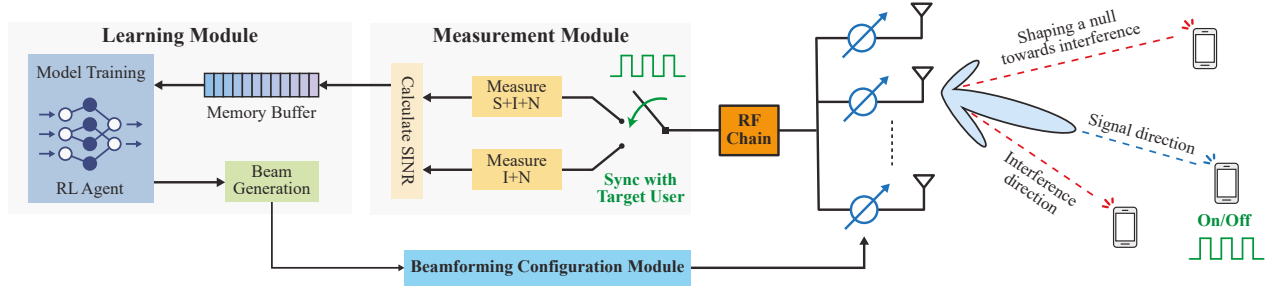 Learning Module
Model Training
RL Agent
Memory Buffer
Beam
Generation
Measurement Module
Calculate SINR
Measure
S+I+N
Measure
I+N
Sync with
Target User
RF
Chain
Beamforming Configuration Module
Shaping a null
towards interference
Signal direction
Interference
direction
On/Off